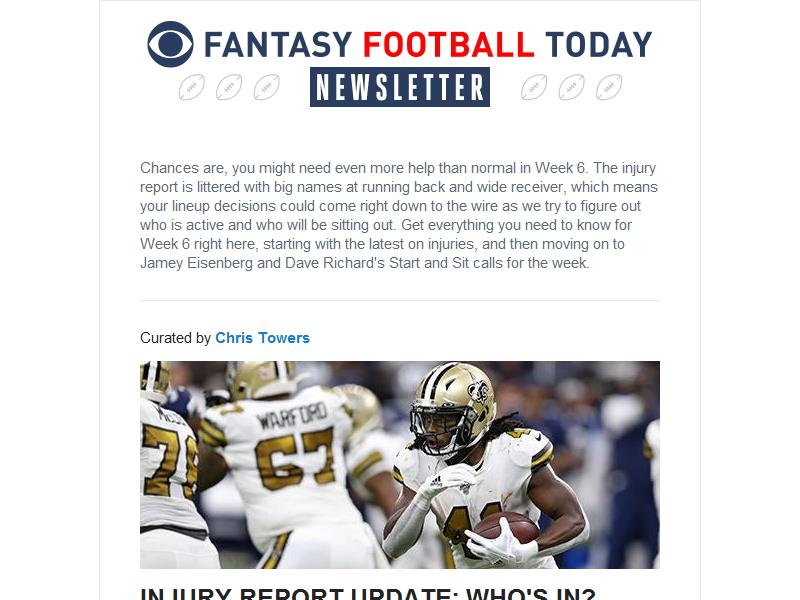 FANTASY FOOTBALL TODAY
NEWSLETTER
Chances are, you might need even more help than normal in Week 6. The injury
report is littered with big names at running back and wide receiver, which means
your lineup decisions could come right down to the wire as we try to figure out
who is active and who will be sitting out. Get everything you need to know for
Week 6 right here, starting with the latest on injuries, and then moving on to
Jamey Eisenberg and Dave Richard's Start and Sit calls for the week.
Curated by Chris Towers
WARFORD
67
41
INJURY REPORT UPDATE: WHO'S IN?